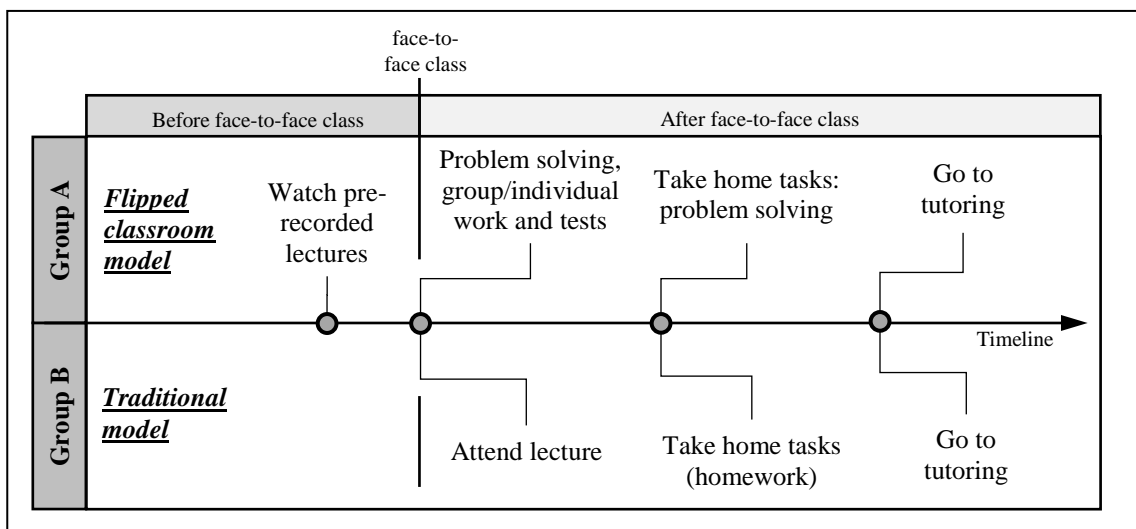 face-to-
face class
Before face-to-face class
After face-to-face class
Group A
Flipped
classroom
model
Watch pre-
recorded
lectures
Problem solving,
group/individual
work and tests
Take home tasks:
problem solving
Go to
tutoring
Timeline
Group B
Traditional
model
Attend lecture
Take home tasks
(homework)
Go to
tutoring